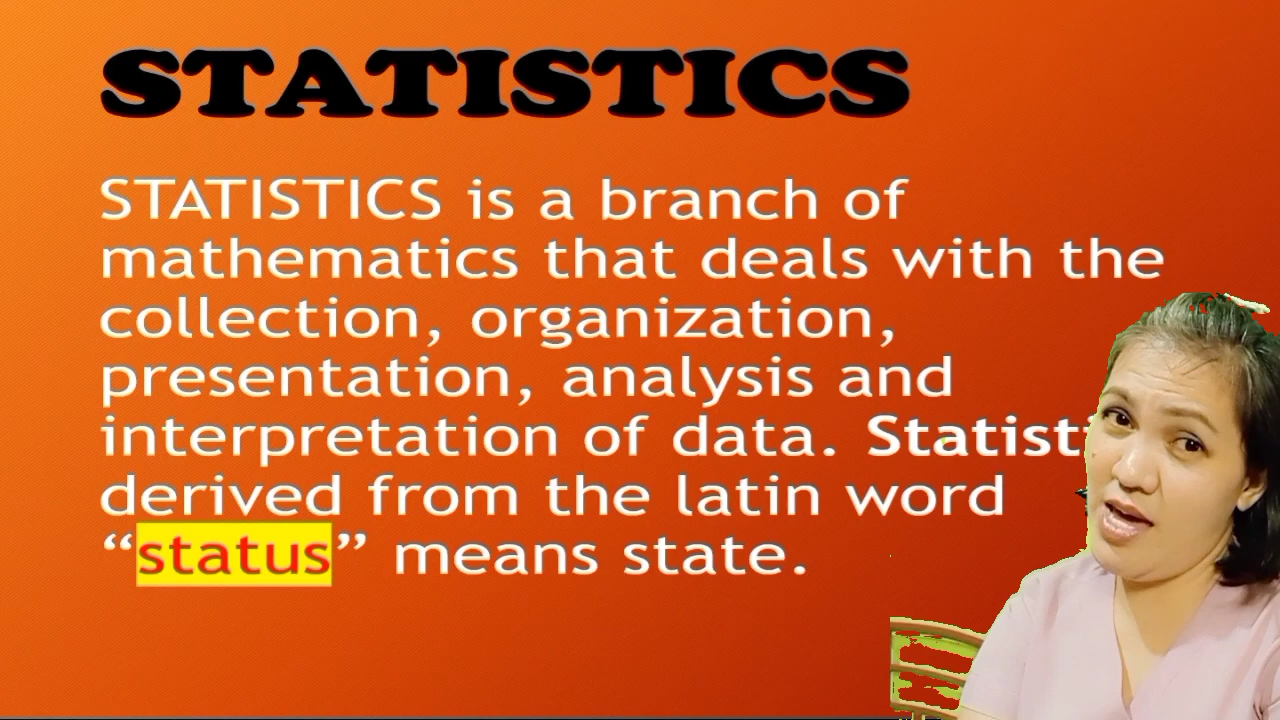 STATISTICS
STATISTICS is a branch of
mathematics that deals with the
collection, organization,
presentation, analysis and
interpretation of data.
derived from the latin word
“status” means state.